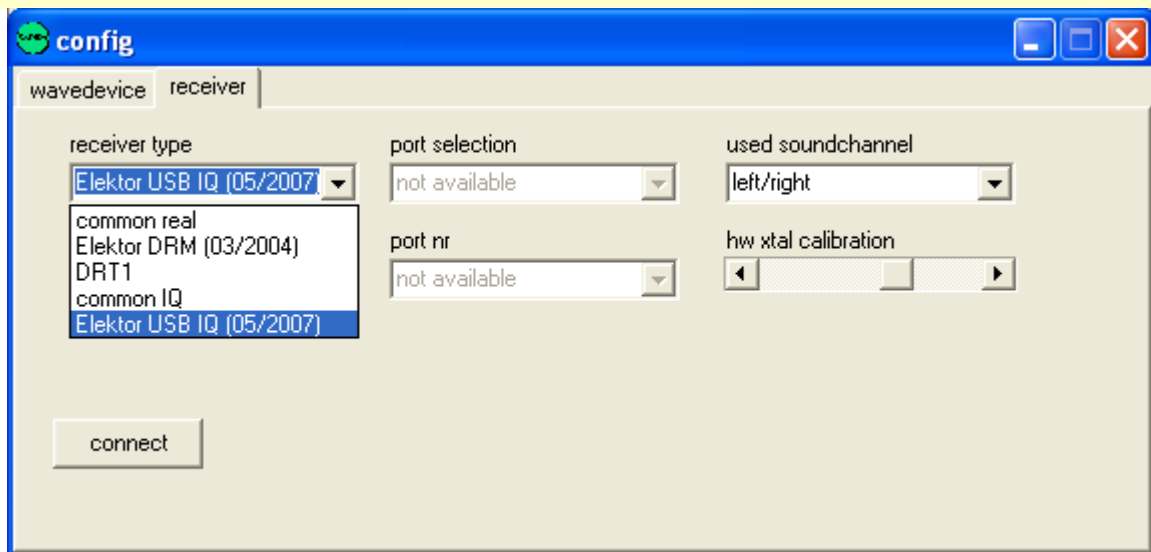 config
wavedevice receiver
receiver type port selection used soundchannel
Elektor USB IQ (05/2007) not available left/right
common real
Elektor DRM (03/2004)
DRT1
common IQ
Elektor USB IQ (05/2007)
port nr hw xtal calibration
not available
connect